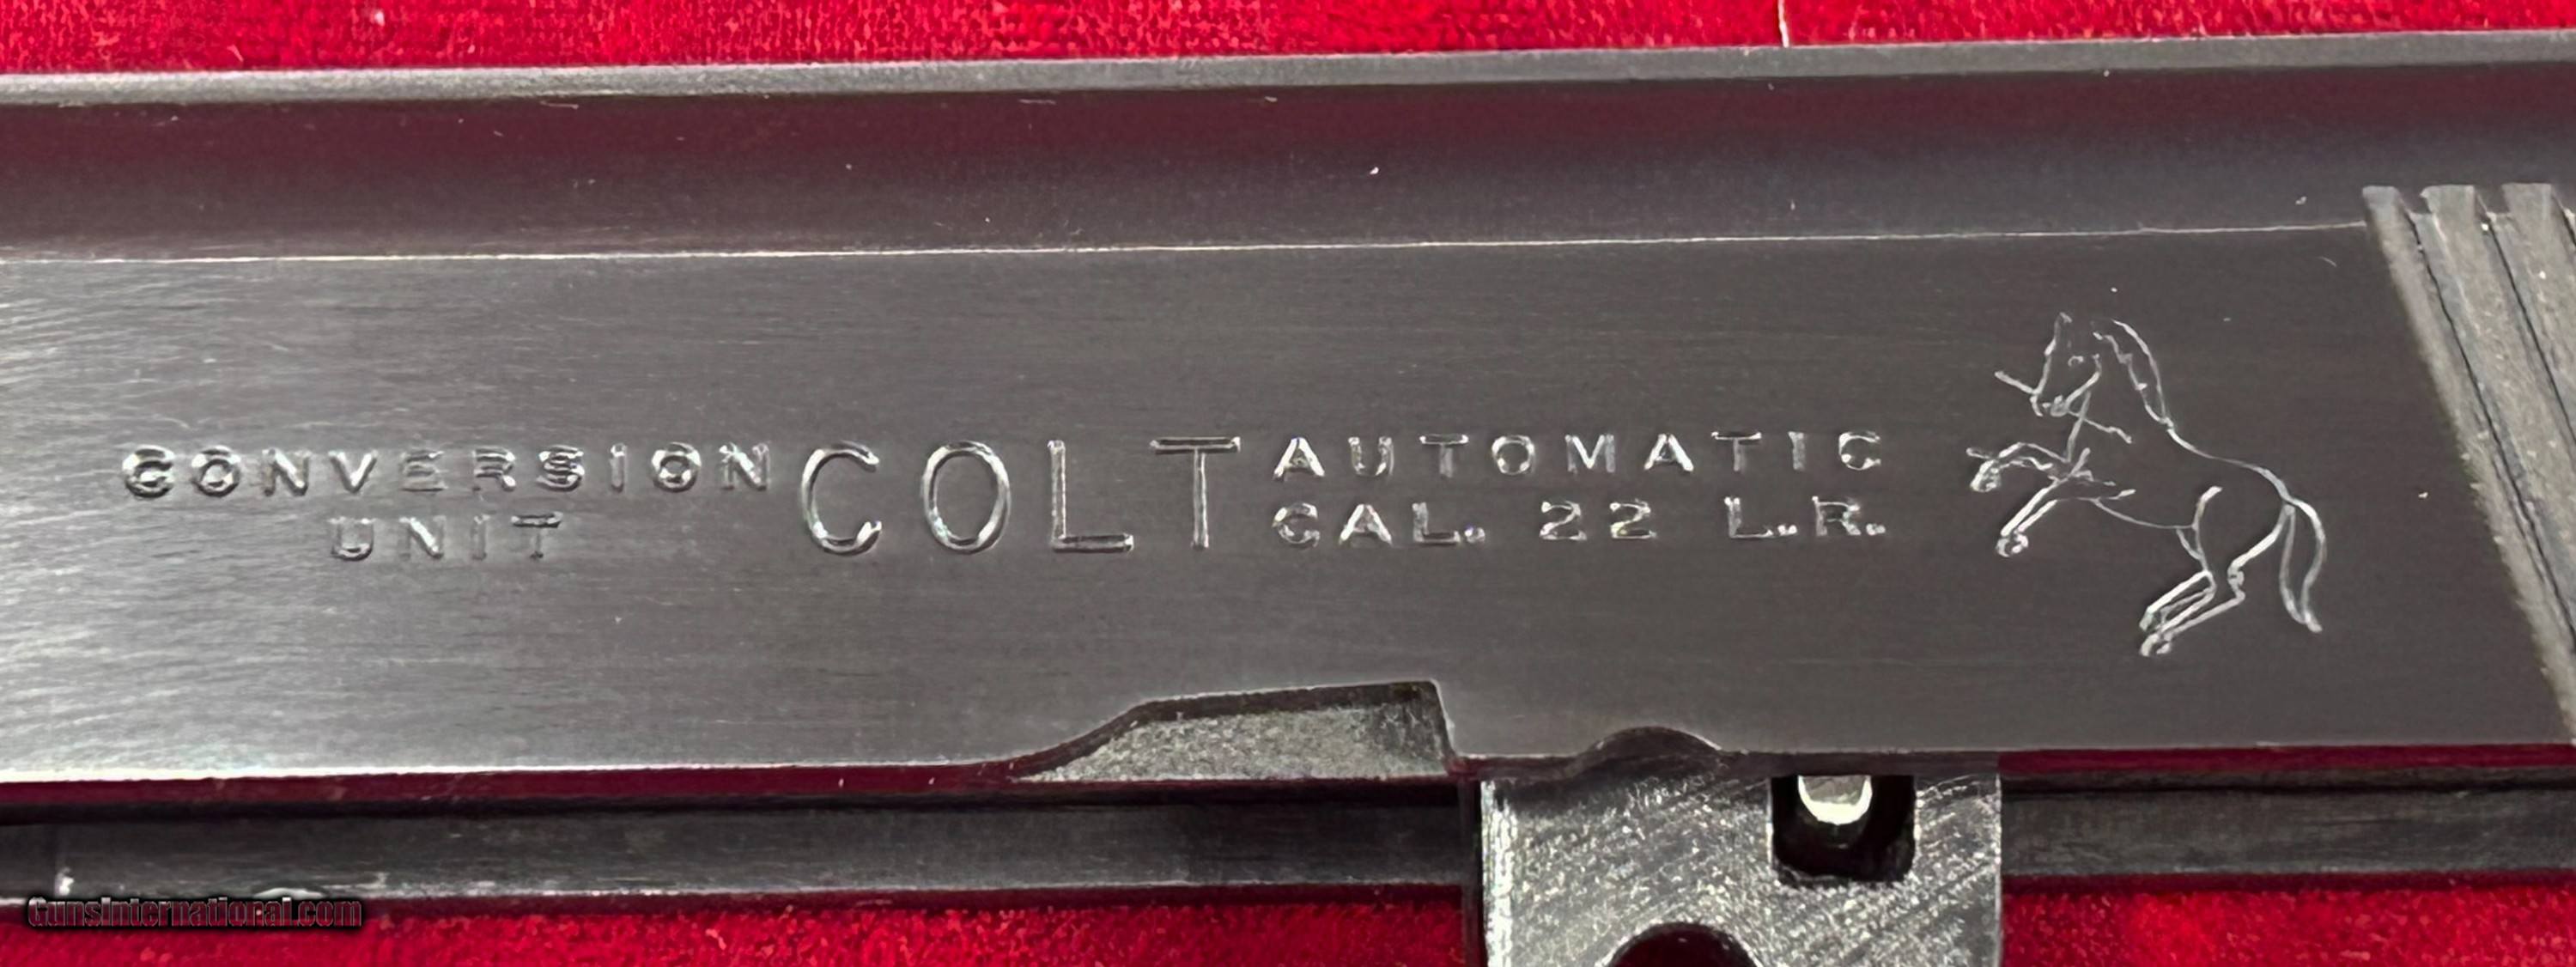 CONVERSION
UNIT
COLT
AUTOMATIC
CAL. 22 L.R.
GunsInternational.com